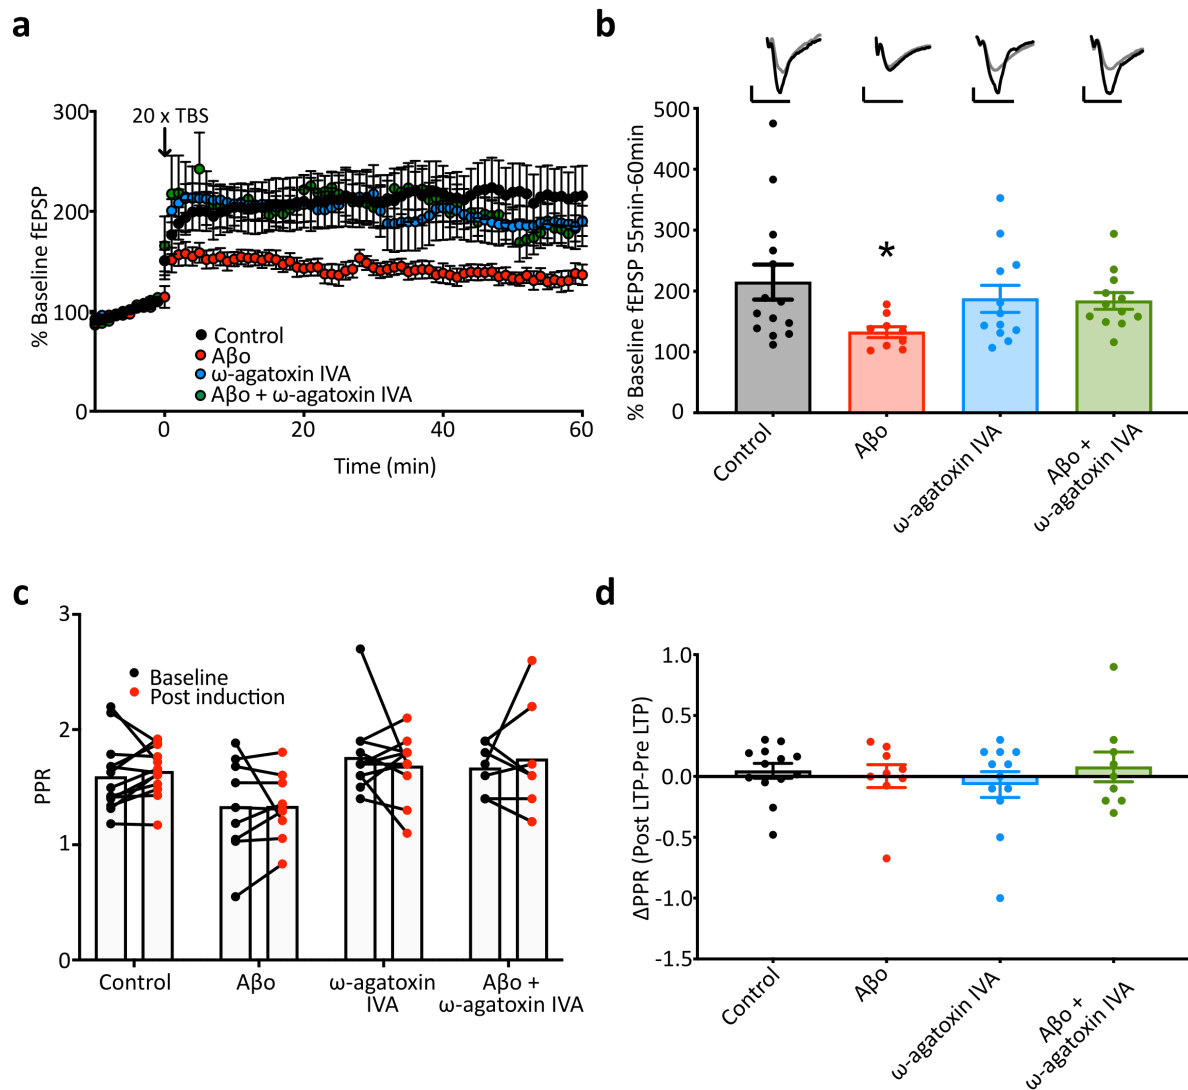 a
300
20 x TBS
200
100
0
% Baseline fEPSP
Control
Aβo
ω-agatoxin IVA
Aβo + ω-agatoxin IVA
0
20
40
60
Time (min)
b
500
400
300
200
100
0
% Baseline fEPSP 55min-60min
*
Control
Aβo
ω-agatoxin IVA
Aβo +
ω-agatoxin IVA
c
3
2
1
0
PPR
Baseline
Post induction
Control
Aβo
ω-agatoxin
IVA
Aβo +
ω-agatoxin IVA
d
1.0
0.5
0.0
-0.5
-1.0
-1.5
ΔPPR (Post LTP-Pre LTP)
Control
Aβo
ω-agatoxin IVA
Aβo +
ω-agatoxin IVA